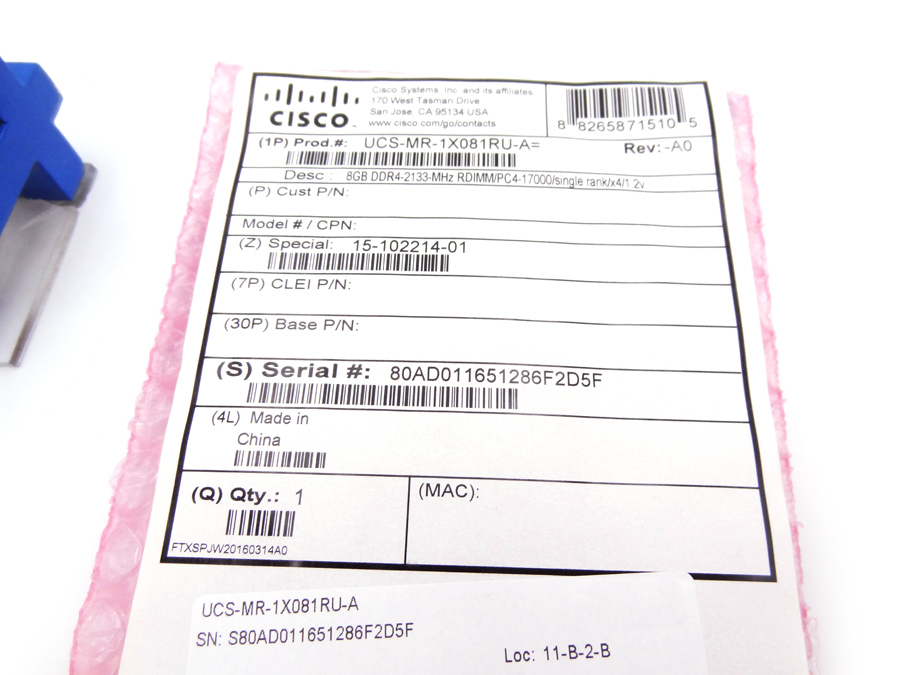 Cisco Systems, Inc. and its affiliates
170 West Tasman Drive
San Jose, CA 95134 USA
www.cisco.com/go/contacts
CISCO™
8 8265871510 5
(1P) Prod.#: UCS-MR-1X081RU-A=
Rev: -A0
Desc : 8GB DDR4-2133-MHz RDIMM/PC4-17000/single rank/x4/1.2v
(P) Cust P/N:
Model # / CPN:
(Z) Special: 15-102214-01
(7P) CLEI P/N:
(30P) Base P/N:
(S) Serial #: 80AD011651286F2D5F
(4L) Made in
China
(Q) Qty.: 1
(MAC):
FTXSPJW20160314A0
UCS-MR-1X081RU-A
SN: S80AD011651286F2D5F
Loc: 11-B-2-B